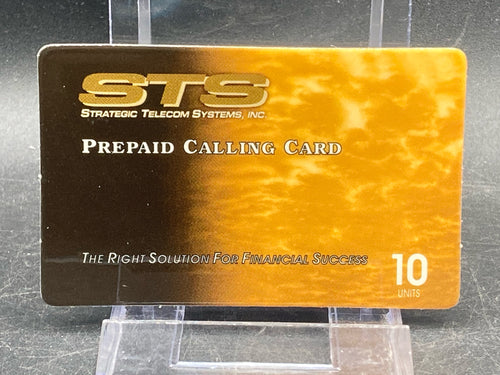 STS
STRATEGIC TELECOM SYSTEMS, INC.
PREPAID CALLING CARD
THE RIGHT SOLUTION FOR FINANCIAL SUCCESS
10
UNITS